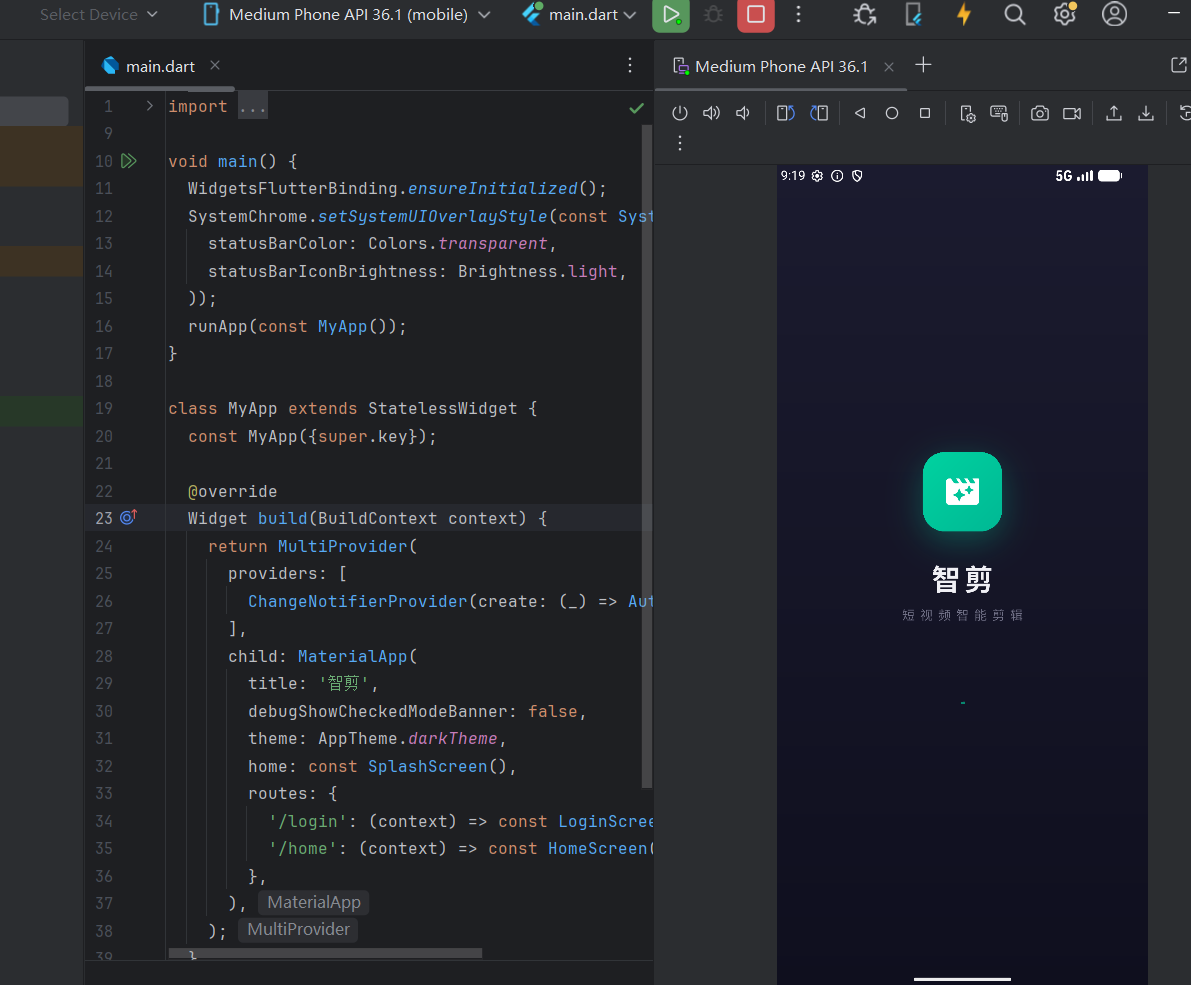 Select Device
Medium Phone API 36.1 (mobile)
main.dart
main.dart
Medium Phone API 36.1
1 import ...
9
10 void main() {
11 WidgetsFlutterBinding.ensureInitialized();
12 SystemChrome.setSystemUIOverlayStyle(const Syst
13 statusBarColor: Colors.transparent,
14 statusBarIconBrightness: Brightness.light,
15 ));
16 runApp(const MyApp());
17 }
18
19 class MyApp extends StatelessWidget {
20 const MyApp({super.key});
21
22 @override
23 Widget build(BuildContext context) {
24 return MultiProvider(
25 providers: [
26 ChangeNotifierProvider(create: (_) => Aut
27 ],
28 child: MaterialApp(
29 title: '智剪',
30 debugShowCheckedModeBanner: false,
31 theme: AppTheme.darkTheme,
32 home: const SplashScreen(),
33 routes: {
34 '/login': (context) => const LoginScree
35 '/home': (context) => const HomeScreen(
36 },
37 ), MaterialApp
38 ); MultiProvider
39 }
9:19
5G
智剪
短视频智能剪辑